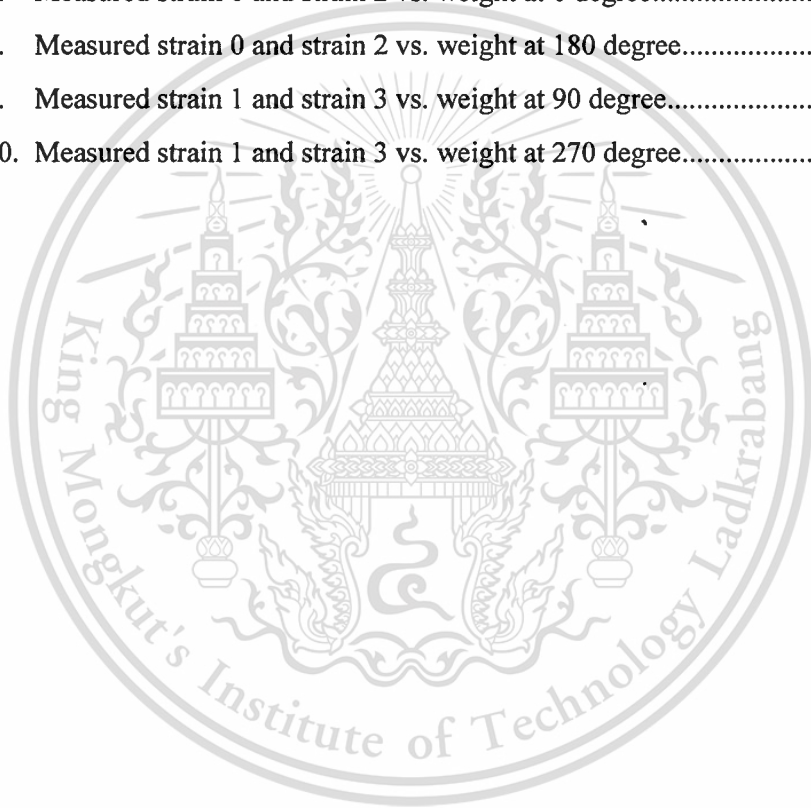 . Measured strain 0 and strain 2 vs. weight at 180 degree..................
. Measured strain 1 and strain 3 vs. weight at 90 degree...................
0. Measured strain 1 and strain 3 vs. weight at 270 degree..................
King Mongkut's Institute of Technology Ladkrabang